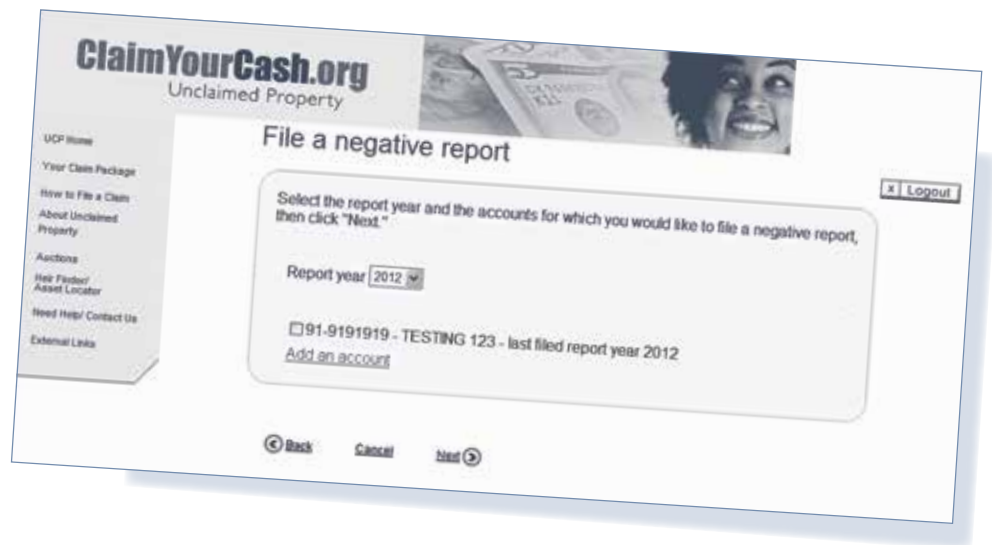 ClaimYourCash.org
Unclaimed Property
UCP Home
Your Claim Package
How to File a Claim
About Unclaimed
Property
Auctions
Heir Finder/
Asset Locator
Need Help/ Contact Us
External Links
File a negative report
x Logout
Select the report year and the accounts for which you would like to file a negative report,
then click "Next."
Report year 2012
91-9191919 - TESTING 123 - last filed report year 2012
Add an account
Back Cancel Next